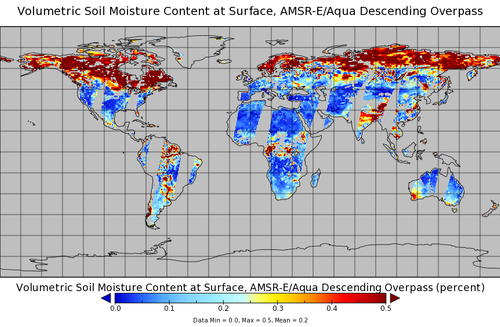 Volumetric Soil Moisture Content at Surface, AMSR-E/Aqua Descending Overpass
Volumetric Soil Moisture Content at Surface, AMSR-E/Aqua Descending Overpass (percent)
0.0 0.1 0.2 0.3 0.4 0.5
Data Min = 0.0, Max = 0.5, Mean = 0.2